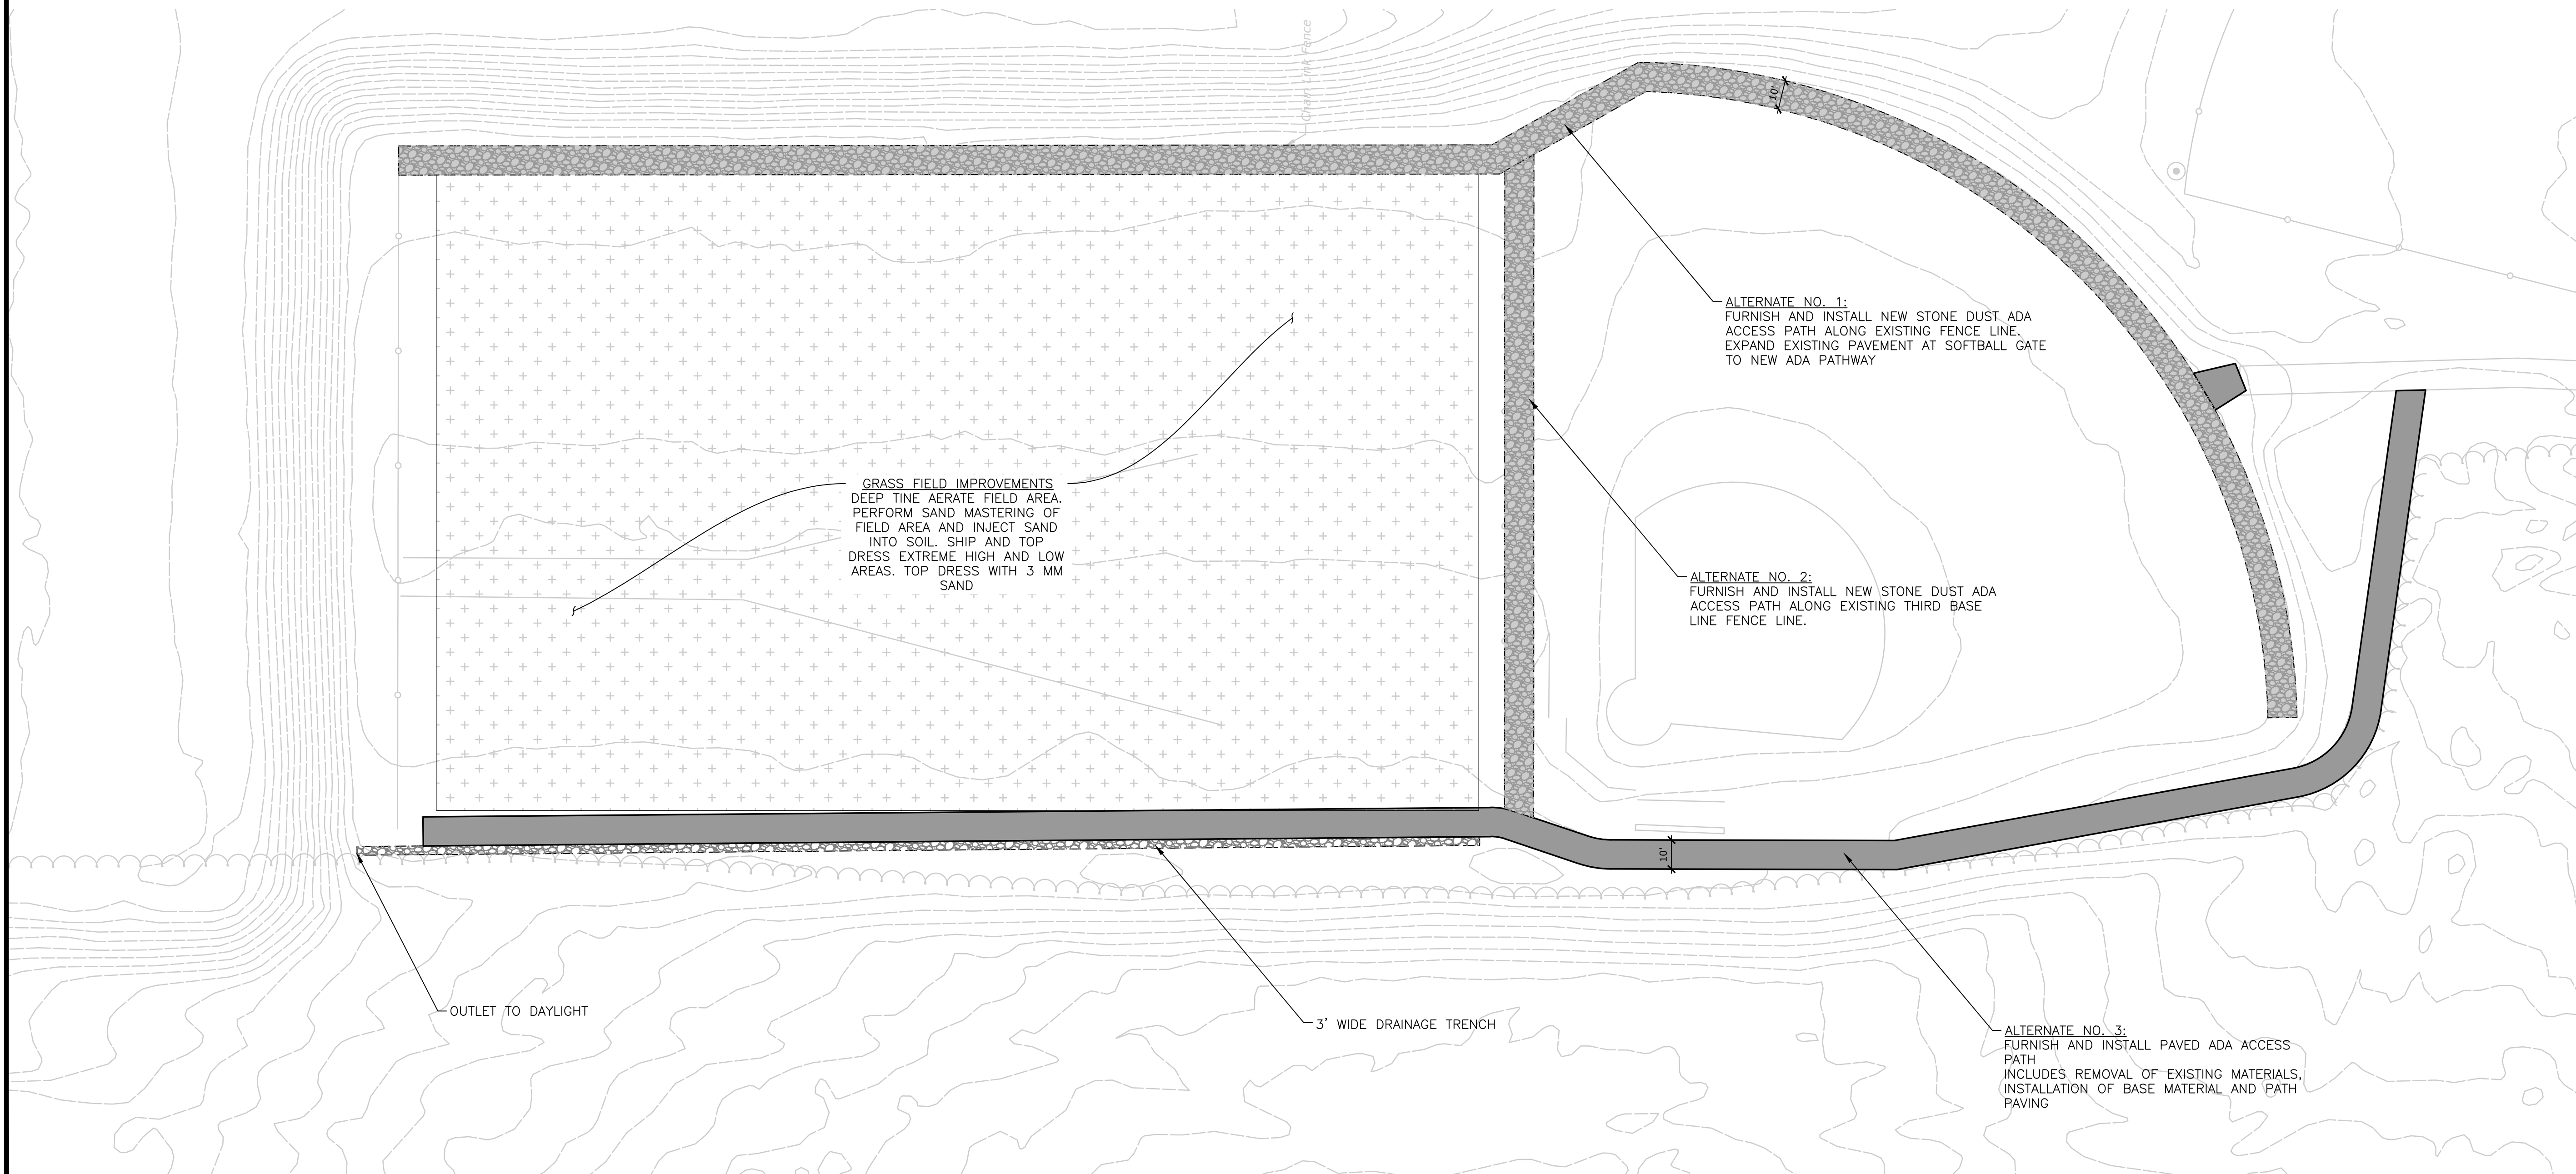 Chain Link Fence
10'
ALTERNATE NO. 1:
FURNISH AND INSTALL NEW STONE DUST ADA
ACCESS PATH ALONG EXISTING FENCE LINE.
EXPAND EXISTING PAVEMENT AT SOFTBALL GATE
TO NEW ADA PATHWAY
GRASS FIELD IMPROVEMENTS
DEEP TINE AERATE FIELD AREA.
PERFORM SAND MASTERING OF
FIELD AREA AND INJECT SAND
INTO SOIL. SHIP AND TOP
DRESS EXTREME HIGH AND LOW
AREAS. TOP DRESS WITH 3 MM
SAND
ALTERNATE NO. 2:
FURNISH AND INSTALL NEW STONE DUST ADA
ACCESS PATH ALONG EXISTING THIRD BASE
LINE FENCE LINE.
10'
OUTLET TO DAYLIGHT
3' WIDE DRAINAGE TRENCH
ALTERNATE NO. 3:
FURNISH AND INSTALL PAVED ADA ACCESS
PATH
INCLUDES REMOVAL OF EXISTING MATERIALS,
INSTALLATION OF BASE MATERIAL AND PATH
PAVING